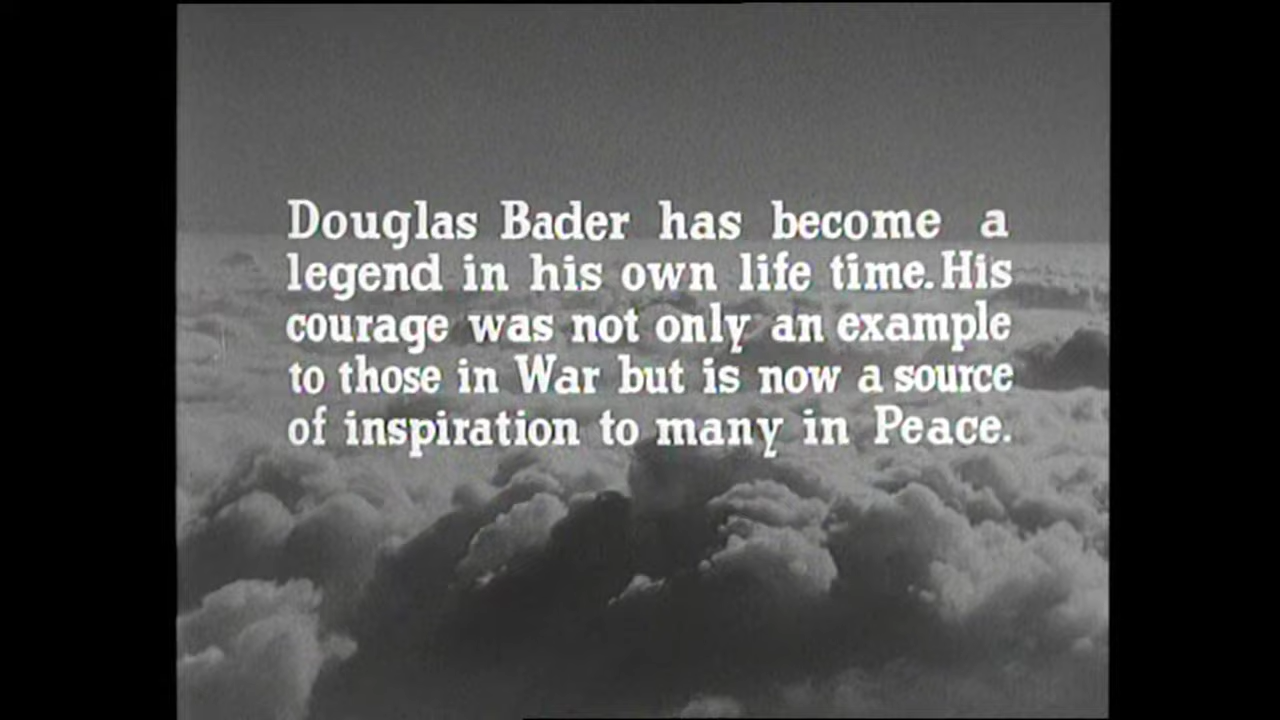 Douglas Bader has become a
legend in his own life time. His
courage was not only an example
to those in War but is now a source
of inspiration to many in Peace.